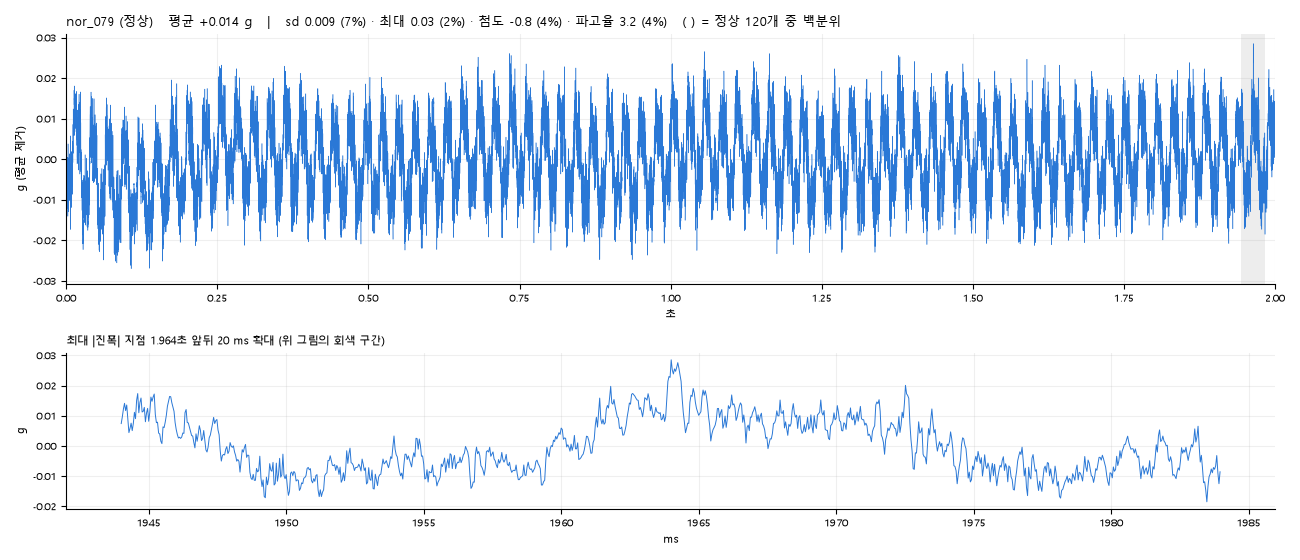 nor_079 (정상) 평균 +0.014 g | sd 0.009 (7%) · 최대 0.03 (2%) · 첨도 -0.8 (4%) · 파고율 3.2 (4%) ( ) = 정상 120개 중 백분위
0.03
0.02
0.01
0.00
-0.01
-0.02
-0.03
g (평균 제거)
0.00 0.25 0.50 0.75 1.00 1.25 1.50 1.75 2.00
초
최대 |진폭| 지점 1.964초 앞뒤 20 ms 확대 (위 그림의 회색 구간)
0.03
0.02
0.01
0.00
-0.01
-0.02
g
1945 1950 1955 1960 1965 1970 1975 1980 1985
ms